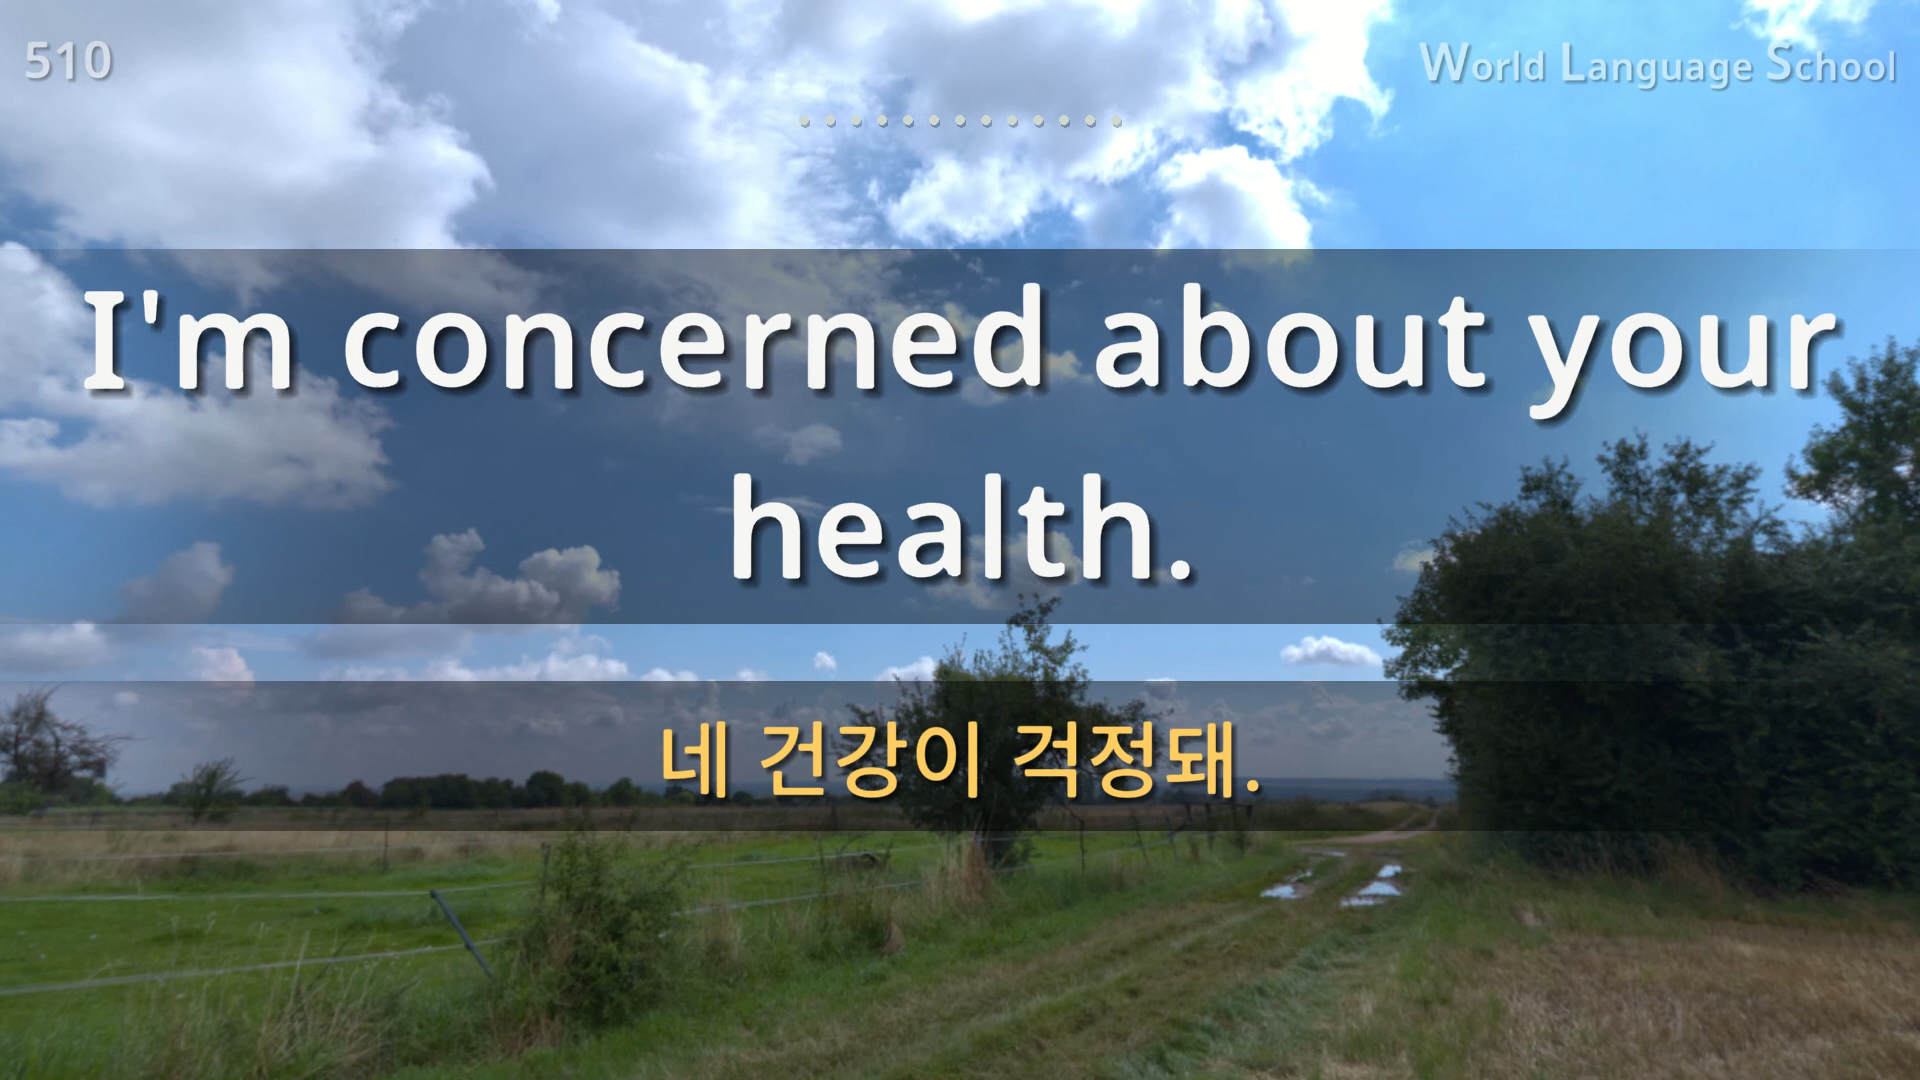 510
World Language School
I'm concerned about your
health.
네 건강이 걱정돼.